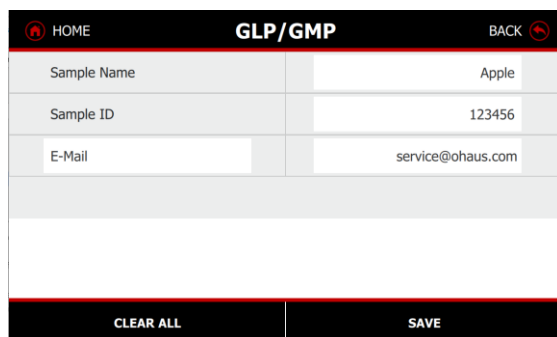 HOME GLP/GMP BACK
Sample Name Apple
Sample ID 123456
E-Mail service@ohaus.com
CLEAR ALL SAVE